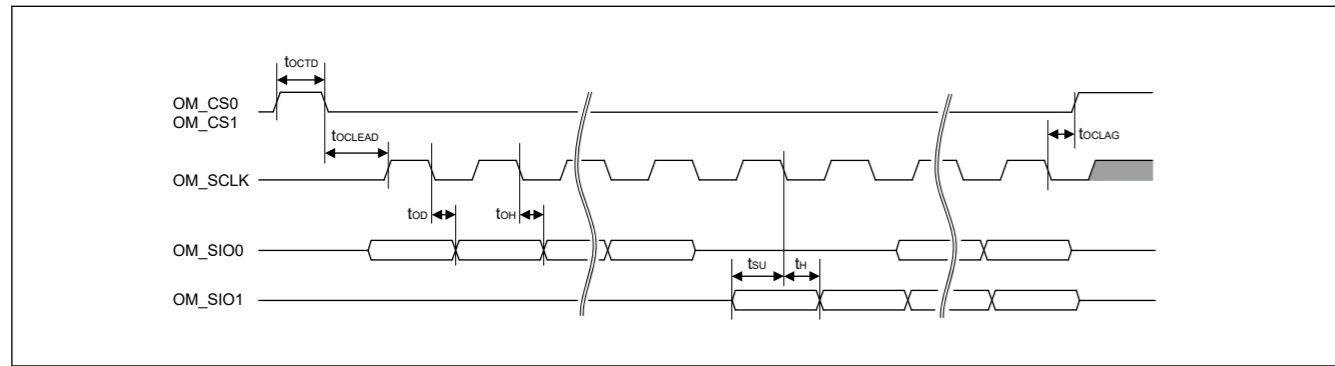 tOCTD
OM_CS0
OM_CS1
tOCLEAD
tOCLAG
OM_SCLK
tOD
tOH
OM_SIO0
tSU
tH
OM_SIO1